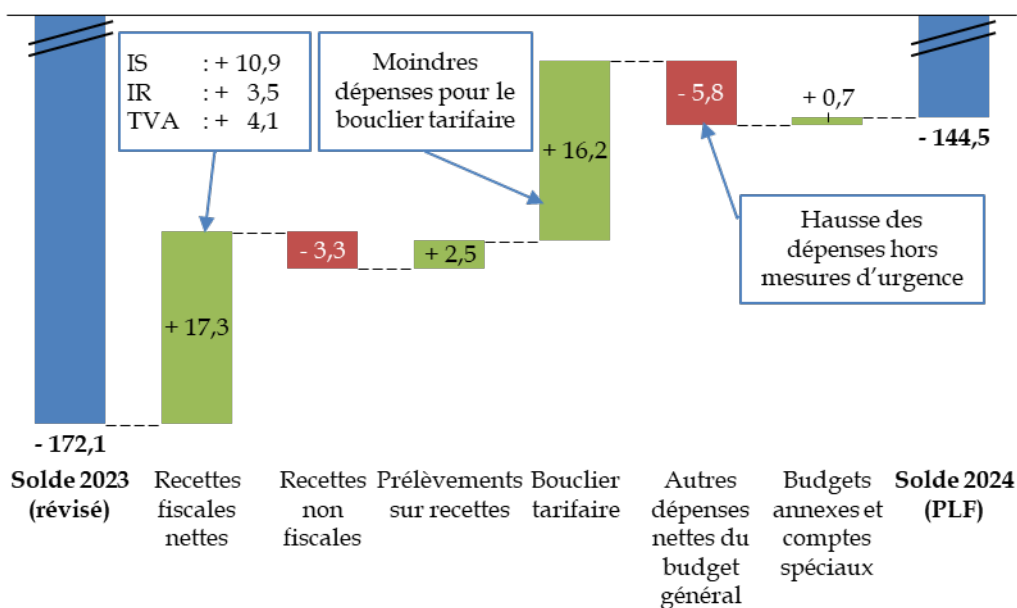 IS : + 10,9
IR : + 3,5
TVA : + 4,1
Moindres
dépenses pour le
bouclier tarifaire
- 5,8
+ 0,7
- 144,5
+ 16,2
Hausse des
dépenses hors
mesures d'urgence
- 3,3
+ 2,5
+ 17,3
- 172,1
Solde 2023
(révisé)
Recettes
fiscales
nettes
Recettes
non
fiscales
Prélèvements
sur recettes
Bouclier
tarifaire
Autres
dépenses
nettes du
budget
général
Budgets
annexes et
comptes
spéciaux
Solde 2024
(PLF)